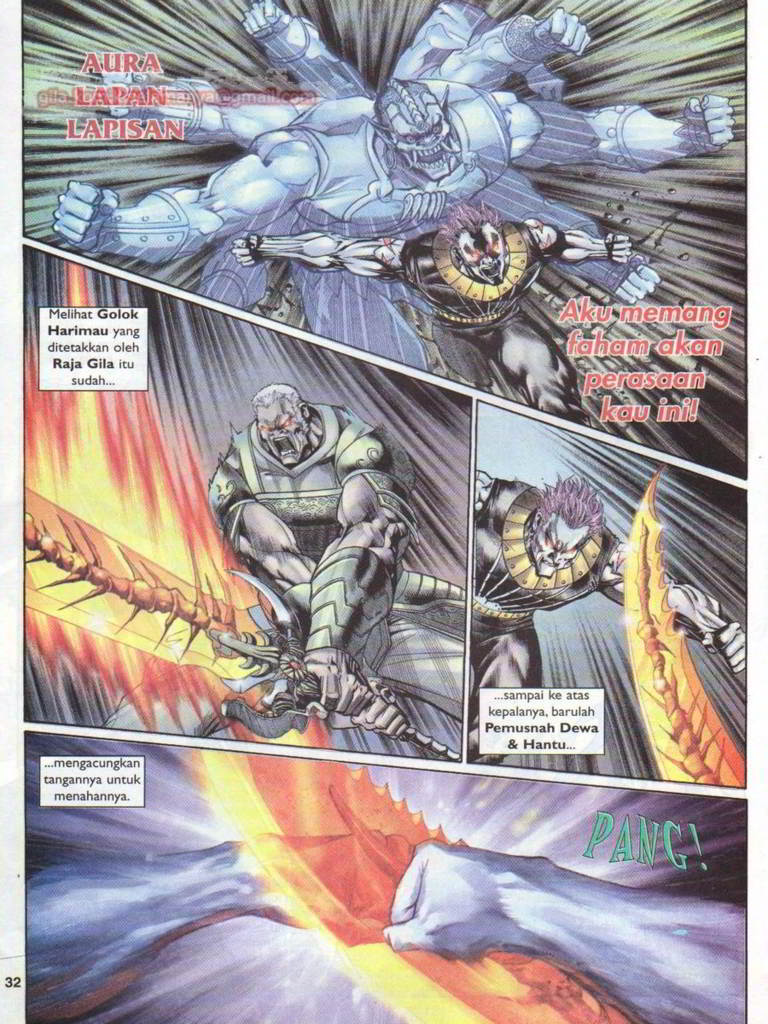 AURA
LAPAN
LAPISAN
Aku memang
faham akan
perasaan
kau ini!
Melihat Golok
Harimau yang
ditetakkan oleh
Raja Gila itu
sudah...
...sampai ke atas
kepalanya, barulah
Pemusnah Dewa
& Hantu...
...mengacungkan
tangannya untuk
menahannya.
PANG!
32